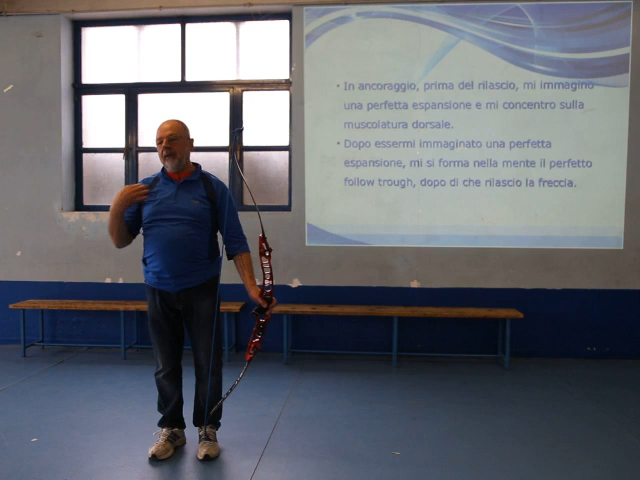 • In ancoraggio, prima del rilascio, mi immagino
una perfetta espansione e mi concentro sulla
muscolatura dorsale.
• Dopo essermi immaginato una perfetta
espansione, mi si forma nella mente il perfetto
follow trough, dopo di che rilascio la freccia.